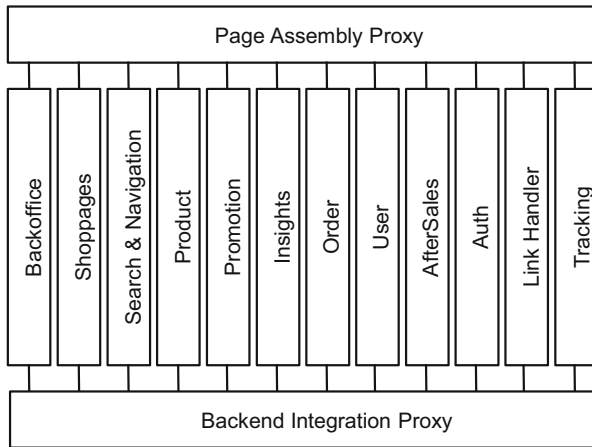 Page Assembly Proxy
Backoffice
Shoppages
Search & Navigation
Product
Promotion
Insights
Order
User
AfterSales
Auth
Link Handler
Tracking
Backend Integration Proxy